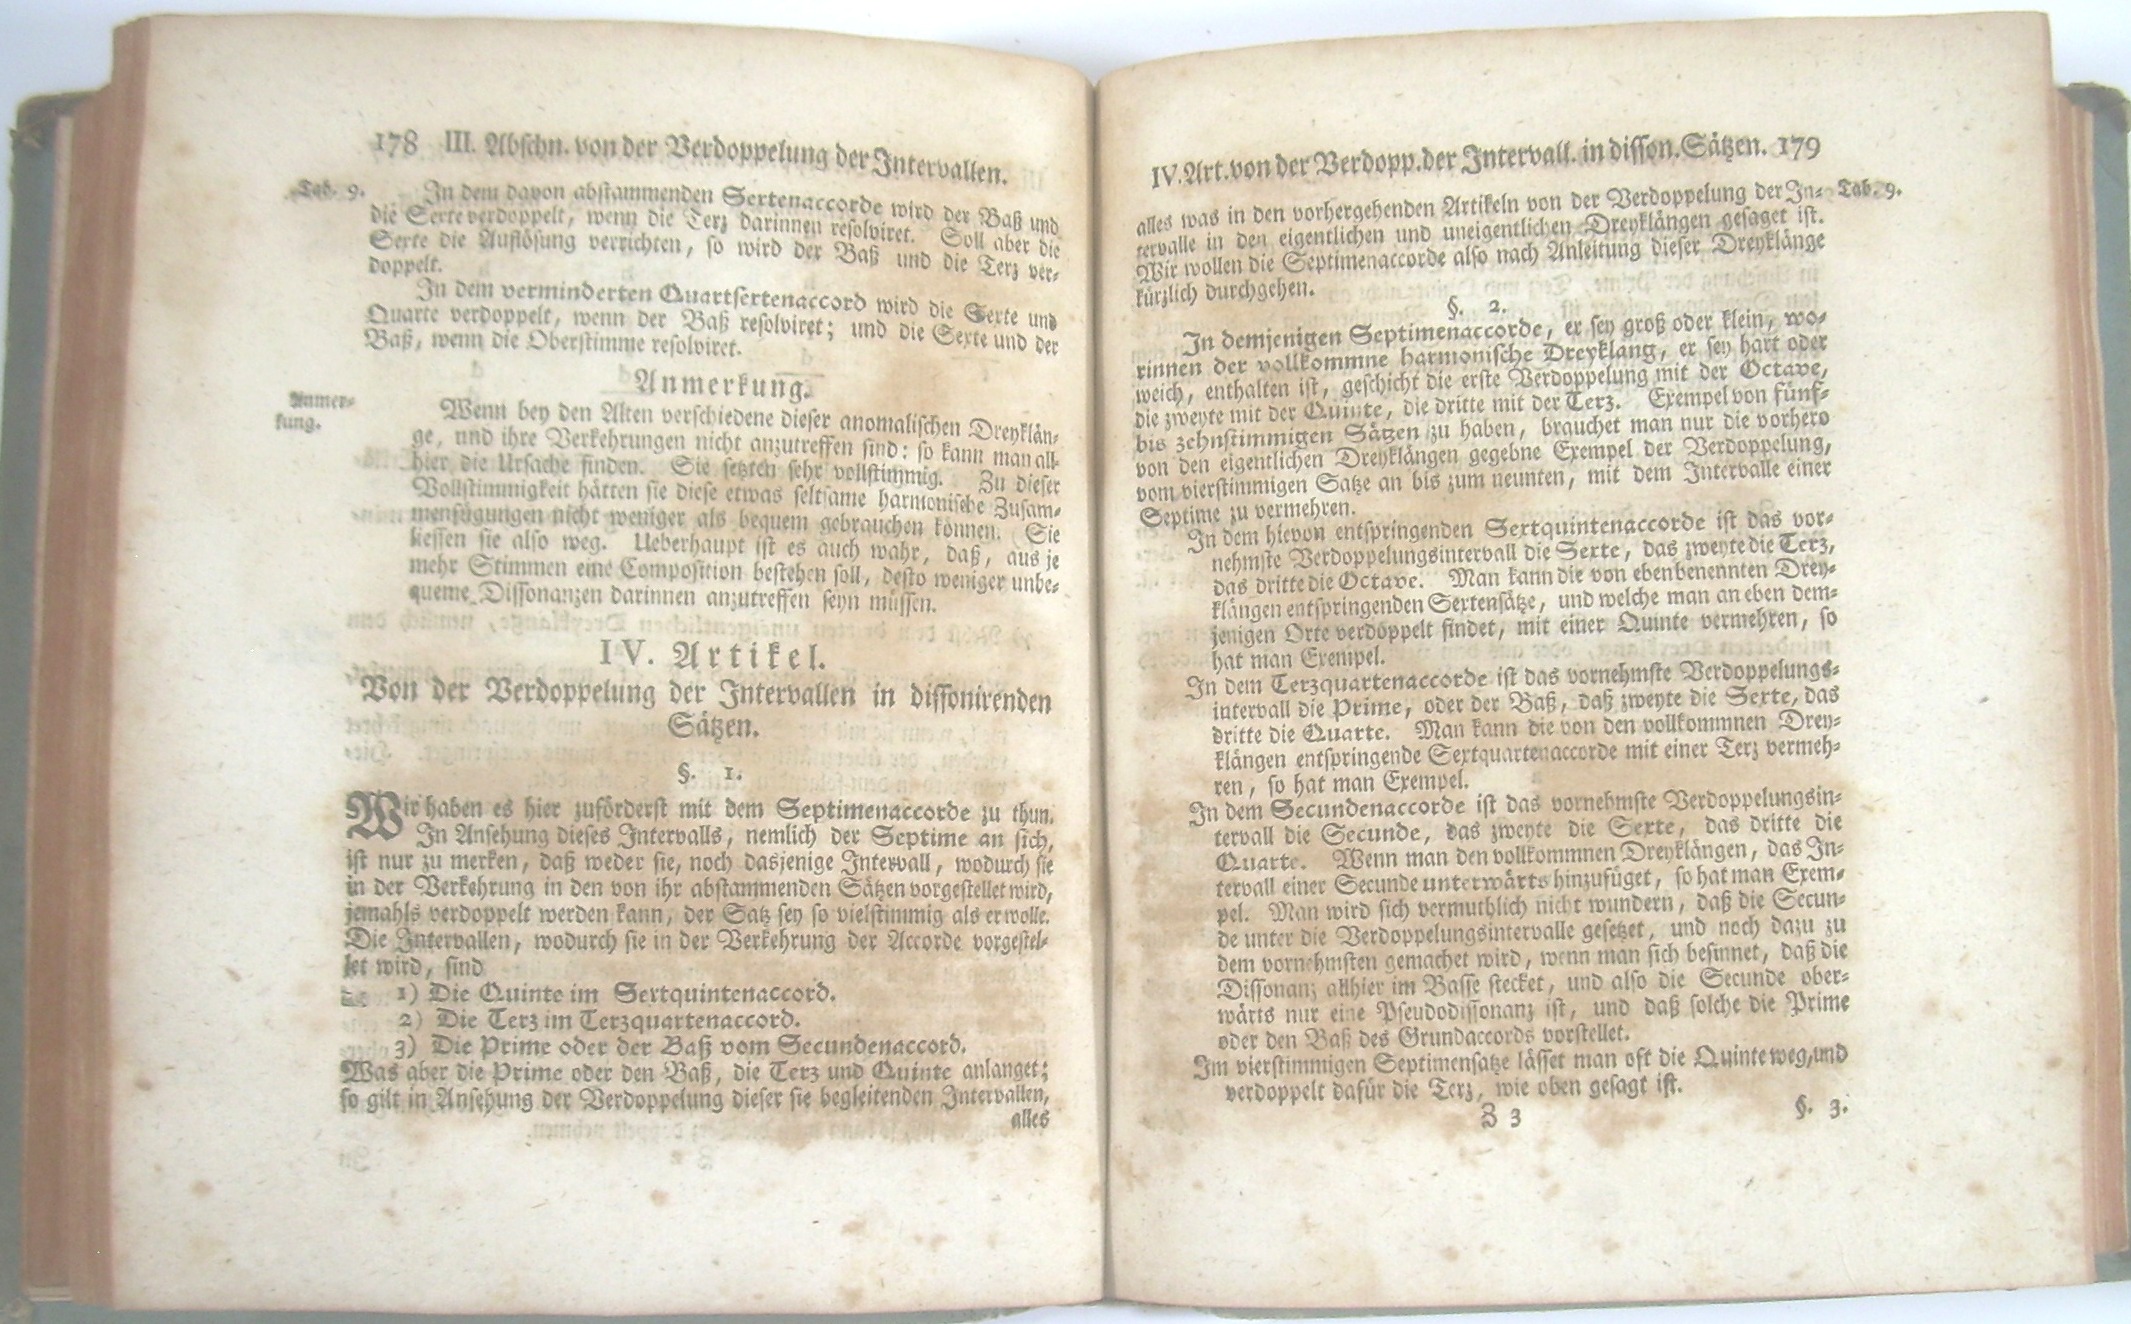 178 III. Abschn. von der Verdoppelung der Intervallen.
Tab. 9.
In dem davon abstammenden Sextenaccorde wird der Baß und
die Sexte verdoppelt, wenn die Terz darinnen resolviret. Soll aber die
Sexte die Auflösung verrichten, so wird der Baß und die Terz ver-
doppelt.
In dem verminderten Quartsextenaccord wird die Sexte und
Quarte verdoppelt, wenn der Baß resolviret; und die Sexte und der
Baß, wenn die Oberstimme resolviret.
Anmerkung.
Anmer-
kung.
Wenn bey den Alten verschiedene dieser anomalischen Dreyklän-
ge, und ihre Verkehrungen nicht anzutreffen sind: so kann man all-
hier die Ursache finden. Sie setzten sehr vollstimmig. Zu dieser
Vollstimmigkeit hätten sie diese etwas seltsame harmonische Zusam-
menfügungen nicht weniger als bequem gebrauchen können. Sie
liessen sie also weg. Ueberhaupt ist es auch wahr, daß, aus je
mehr Stimmen eine Composition bestehen soll, desto weniger unbe-
queme Dissonanzen darinnen anzutreffen seyn müssen.
IV. Artikel.
Von der Verdoppelung der Intervallen in dissonirenden
Sätzen.
§. 1.
Wir haben es hier zuförderst mit dem Septimenaccorde zu thun.
In Ansehung dieses Intervalls, nemlich der Septime an sich,
ist nur zu merken, daß weder sie, noch dasjenige Intervall, wodurch sie
in der Verkehrung in den von ihr abstammenden Sätzen vorgestellet wird,
jemahls verdoppelt werden kann, der Satz sey so vielstimmig als er wolle.
Die Intervallen, wodurch sie in der Verkehrung der Accorde vorgestel-
let wird, sind
1) Die Quinte im Sextquintenaccord.
2) Die Terz im Terzquartenaccord.
3) Die Prime oder der Baß vom Secundenaccord.
Was aber die Prime oder den Baß, die Terz und Quinte anlanget;
so gilt in Ansehung der Verdoppelung dieser sie begleitenden Intervallen,
alles
IV. Art. von der Verdopp. der Intervall. in disson. Sätzen. 179
Tab. 9.
alles was in den vorhergehenden Artikeln von der Verdoppelung der In-
tervalle in den eigentlichen und uneigentlichen Dreyklängen gesaget ist.
Wir wollen die Septimenaccorde also nach Anleitung dieser Dreyklänge
kürzlich durchgehen.
§. 2.
In demjenigen Septimenaccorde, er sey groß oder klein, wo-
rinnen der vollkommne harmonische Dreyklang, er sey hart oder
weich, enthalten ist, geschicht die erste Verdoppelung mit der Octave,
die zweyte mit der Quinte, die dritte mit der Terz. Exempel von fünf-
bis zehnstimmigen Sätzen zu haben, brauchet man nur die vorhero
von den eigentlichen Dreyklängen gegebne Exempel der Verdoppelung,
vom vierstimmigen Satze an bis zum neunten, mit dem Intervalle einer
Septime zu vermehren.
In dem hievon entspringenden Sextquintenaccorde ist das vor-
nehmste Verdoppelungsintervall die Sexte, das zweyte die Terz,
das dritte die Octave. Man kann die von ebenbenennten Drey-
klängen entspringenden Sextensätze, und welche man an eben dem-
jenigen Orte verdoppelt findet, mit einer Quinte vermehren, so
hat man Exempel.
In dem Terzquartenaccorde ist das vornehmste Verdoppelungs-
intervall die Prime, oder der Baß, daß zweyte die Sexte, das
dritte die Quarte. Man kann die von den vollkommnen Drey-
klängen entspringende Sextquartenaccorde mit einer Terz vermeh-
ren, so hat man Exempel.
In dem Secundenaccorde ist das vornehmste Verdoppelungsin-
tervall die Secunde, das zweyte die Sexte, das dritte die
Quarte. Wenn man den vollkommnen Dreyklängen, das In-
tervall einer Secunde unterwärts hinzufüget, so hat man Exem-
pel. Man wird sich vermuthlich nicht wundern, daß die Secun-
de unter die Verdoppelungsintervalle gesetzet, und noch dazu zu
dem vornehmsten gemachet wird, wenn man sich besinnet, daß die
Dissonanz allhier im Basse stecket, und also die Secunde ober-
wärts nur eine Pseudodissonanz ist, und daß solche die Prime
oder den Baß des Grundaccords vorstellet.
Im vierstimmigen Septimensatze lässet man oft die Quinte weg, und
verdoppelt dafür die Terz, wie oben gesagt ist.
Z 3
§. 3.